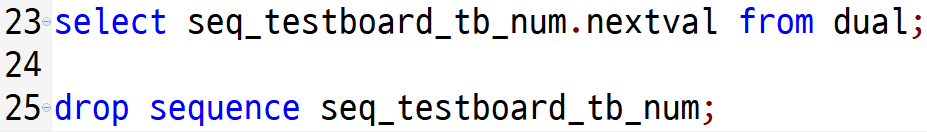 23 select seq_testboard_tb_num.nextval from dual;
24
25 drop sequence seq_testboard_tb_num;